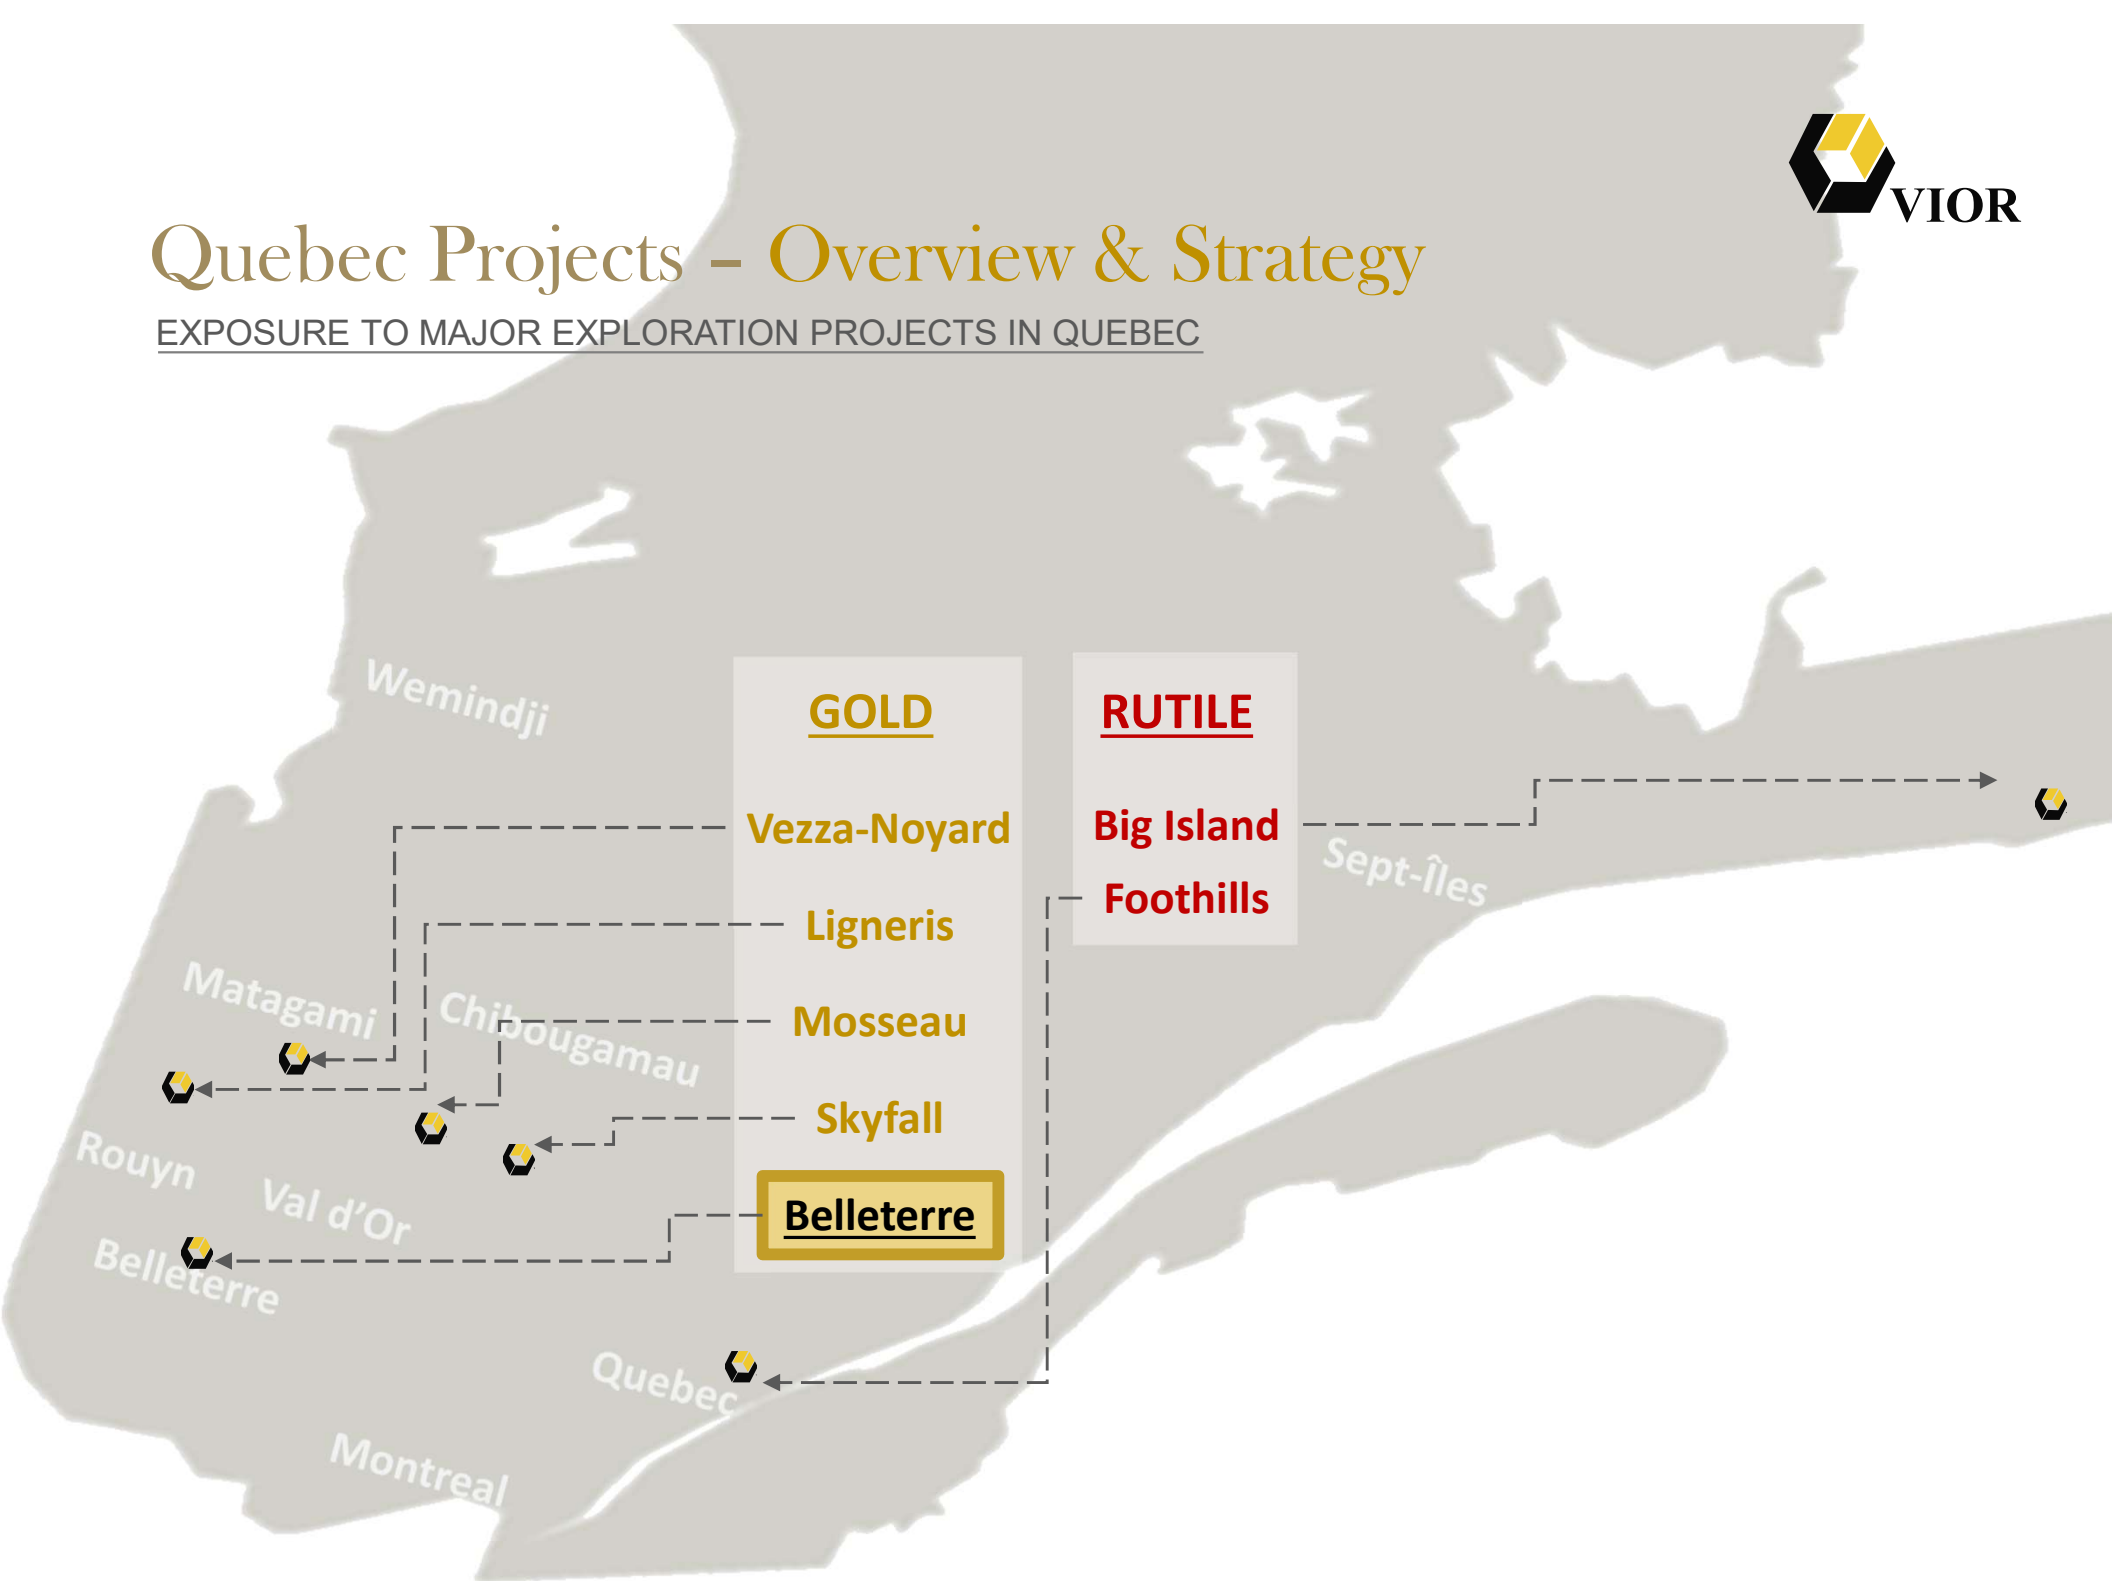 VIOR
Quebec Projects – Overview & Strategy
EXPOSURE TO MAJOR EXPLORATION PROJECTS IN QUEBEC
Wemindji
GOLD
Vezza-Noyard
Ligneris
Mosseau
Skyfall
Belleterre
RUTILE
Big Island
Foothills
Sept-Îles
Matagami
Chibougamau
Rouyn
Val d’Or
Belleterre
Quebec
Montreal